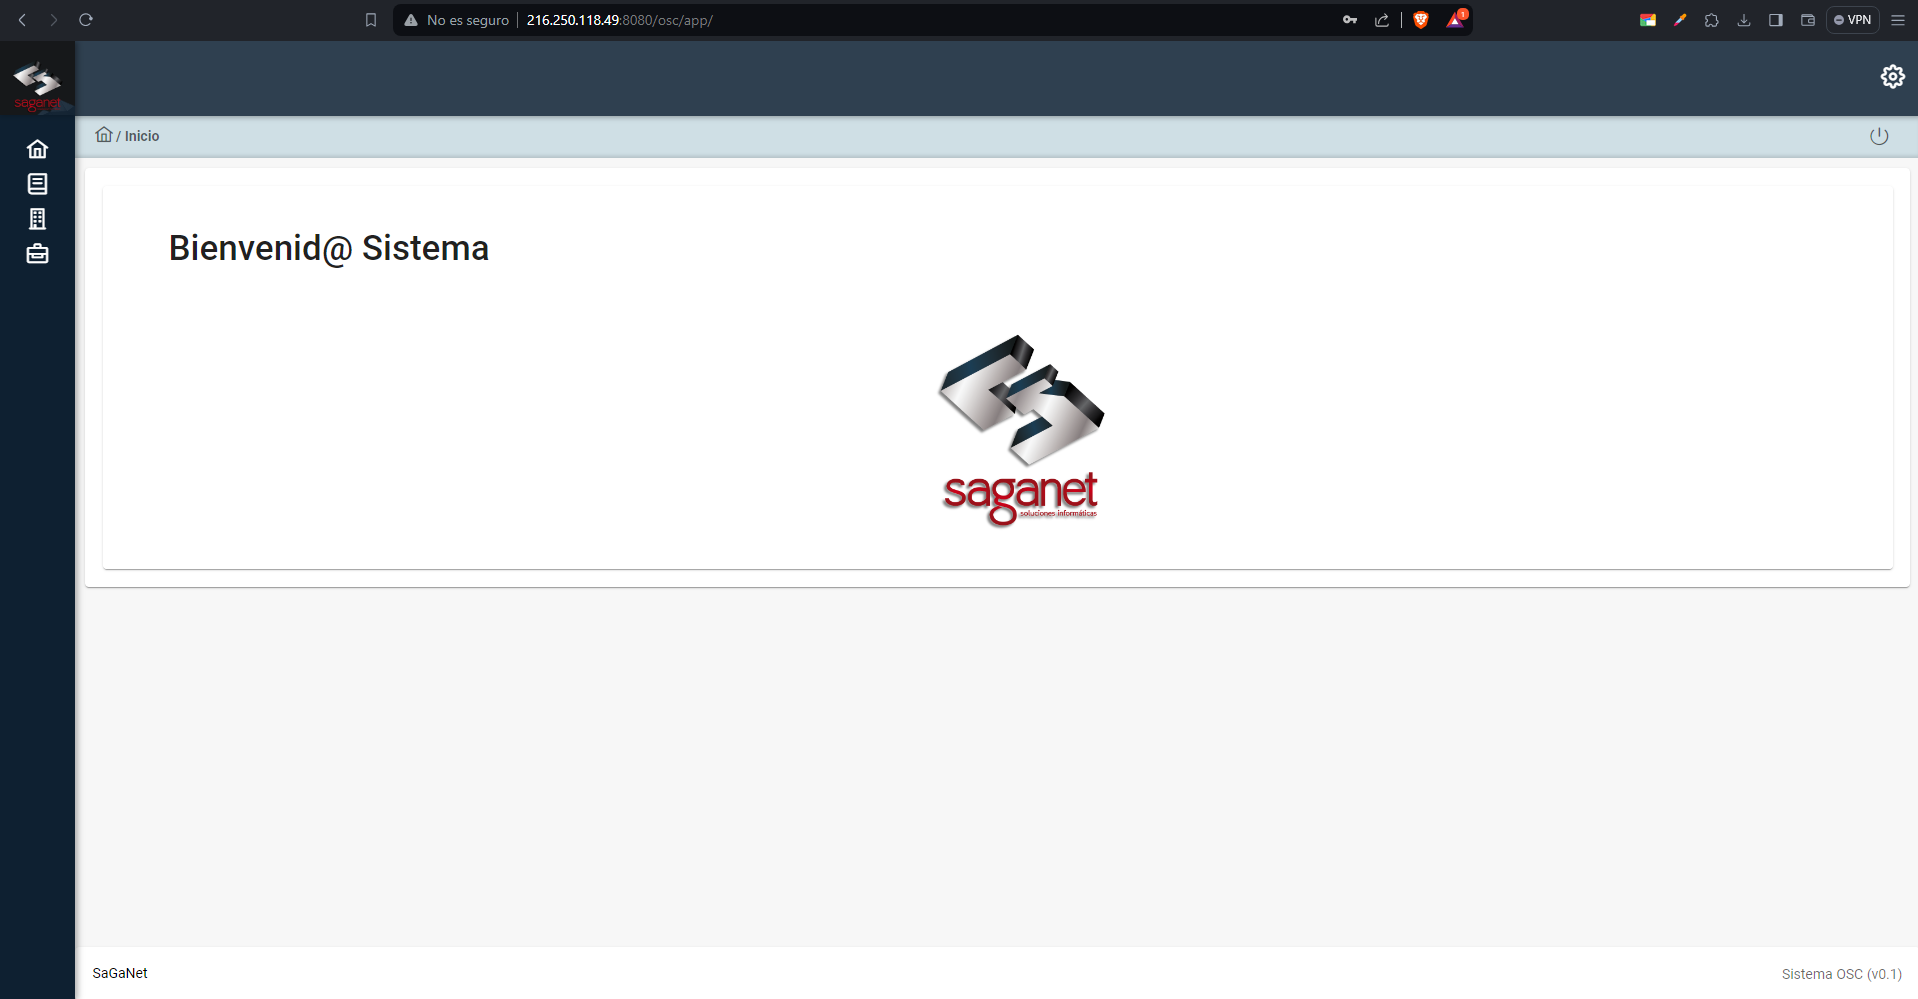 No es seguro 216.250.118.49:8080/osc/app/
1
VPN
saganet
/ Inicio
Bienvenid@ Sistema
saganet
soluciones informáticas
SaGaNet
Sistema OSC (v0.1)